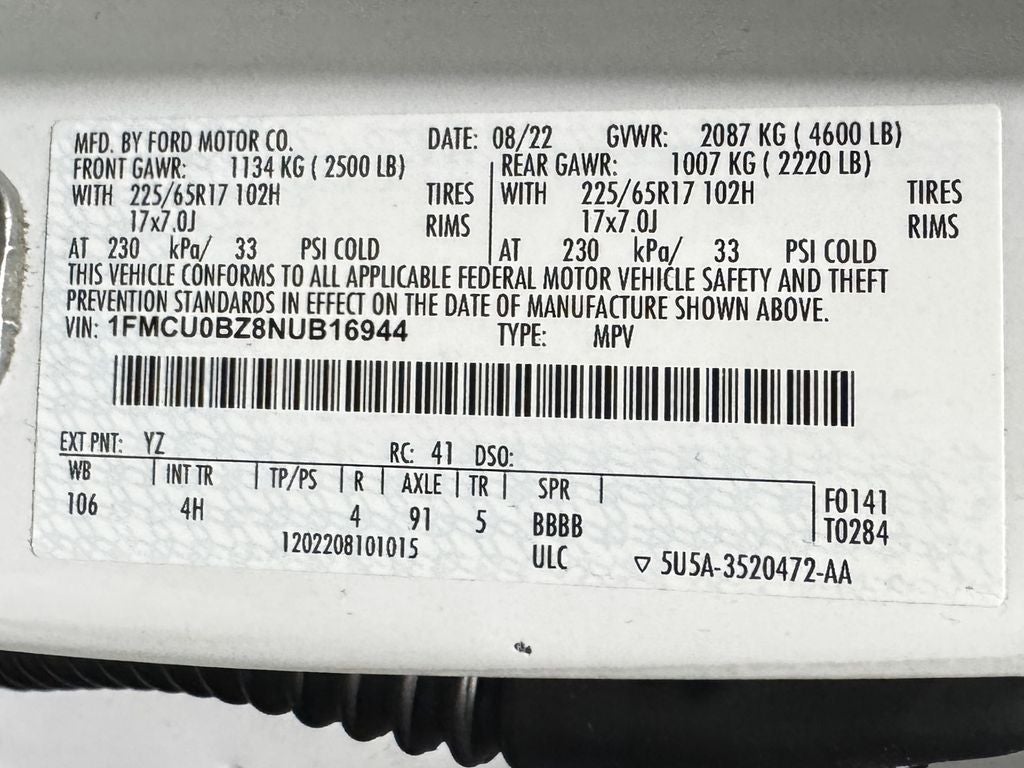 MFD. BY FORD MOTOR CO. DATE: 08/22 GVWR: 2087 KG ( 4600 LB)
FRONT GAWR: 1134 KG ( 2500 LB) REAR GAWR: 1007 KG ( 2220 LB)
WITH 225/65R17 102H TIRES WITH 225/65R17 102H TIRES
17x7.0J RIMS 17x7.0J RIMS
AT 230 kPa/ 33 PSI COLD AT 230 kPa/ 33 PSI COLD
THIS VEHICLE CONFORMS TO ALL APPLICABLE FEDERAL MOTOR VEHICLE SAFETY AND THEFT
PREVENTION STANDARDS IN EFFECT ON THE DATE OF MANUFACTURE SHOWN ABOVE.
VIN: 1FMCU0BZ8NUB16944 TYPE: MPV
EXT PNT: YZ RC: 41 DSO:
WB INT TR TP/PS R AXLE TR SPR
106 4H 4 91 5 BBBB
F0141
T0284
1202208101015 ULC ▽ 5U5A-3520472-AA